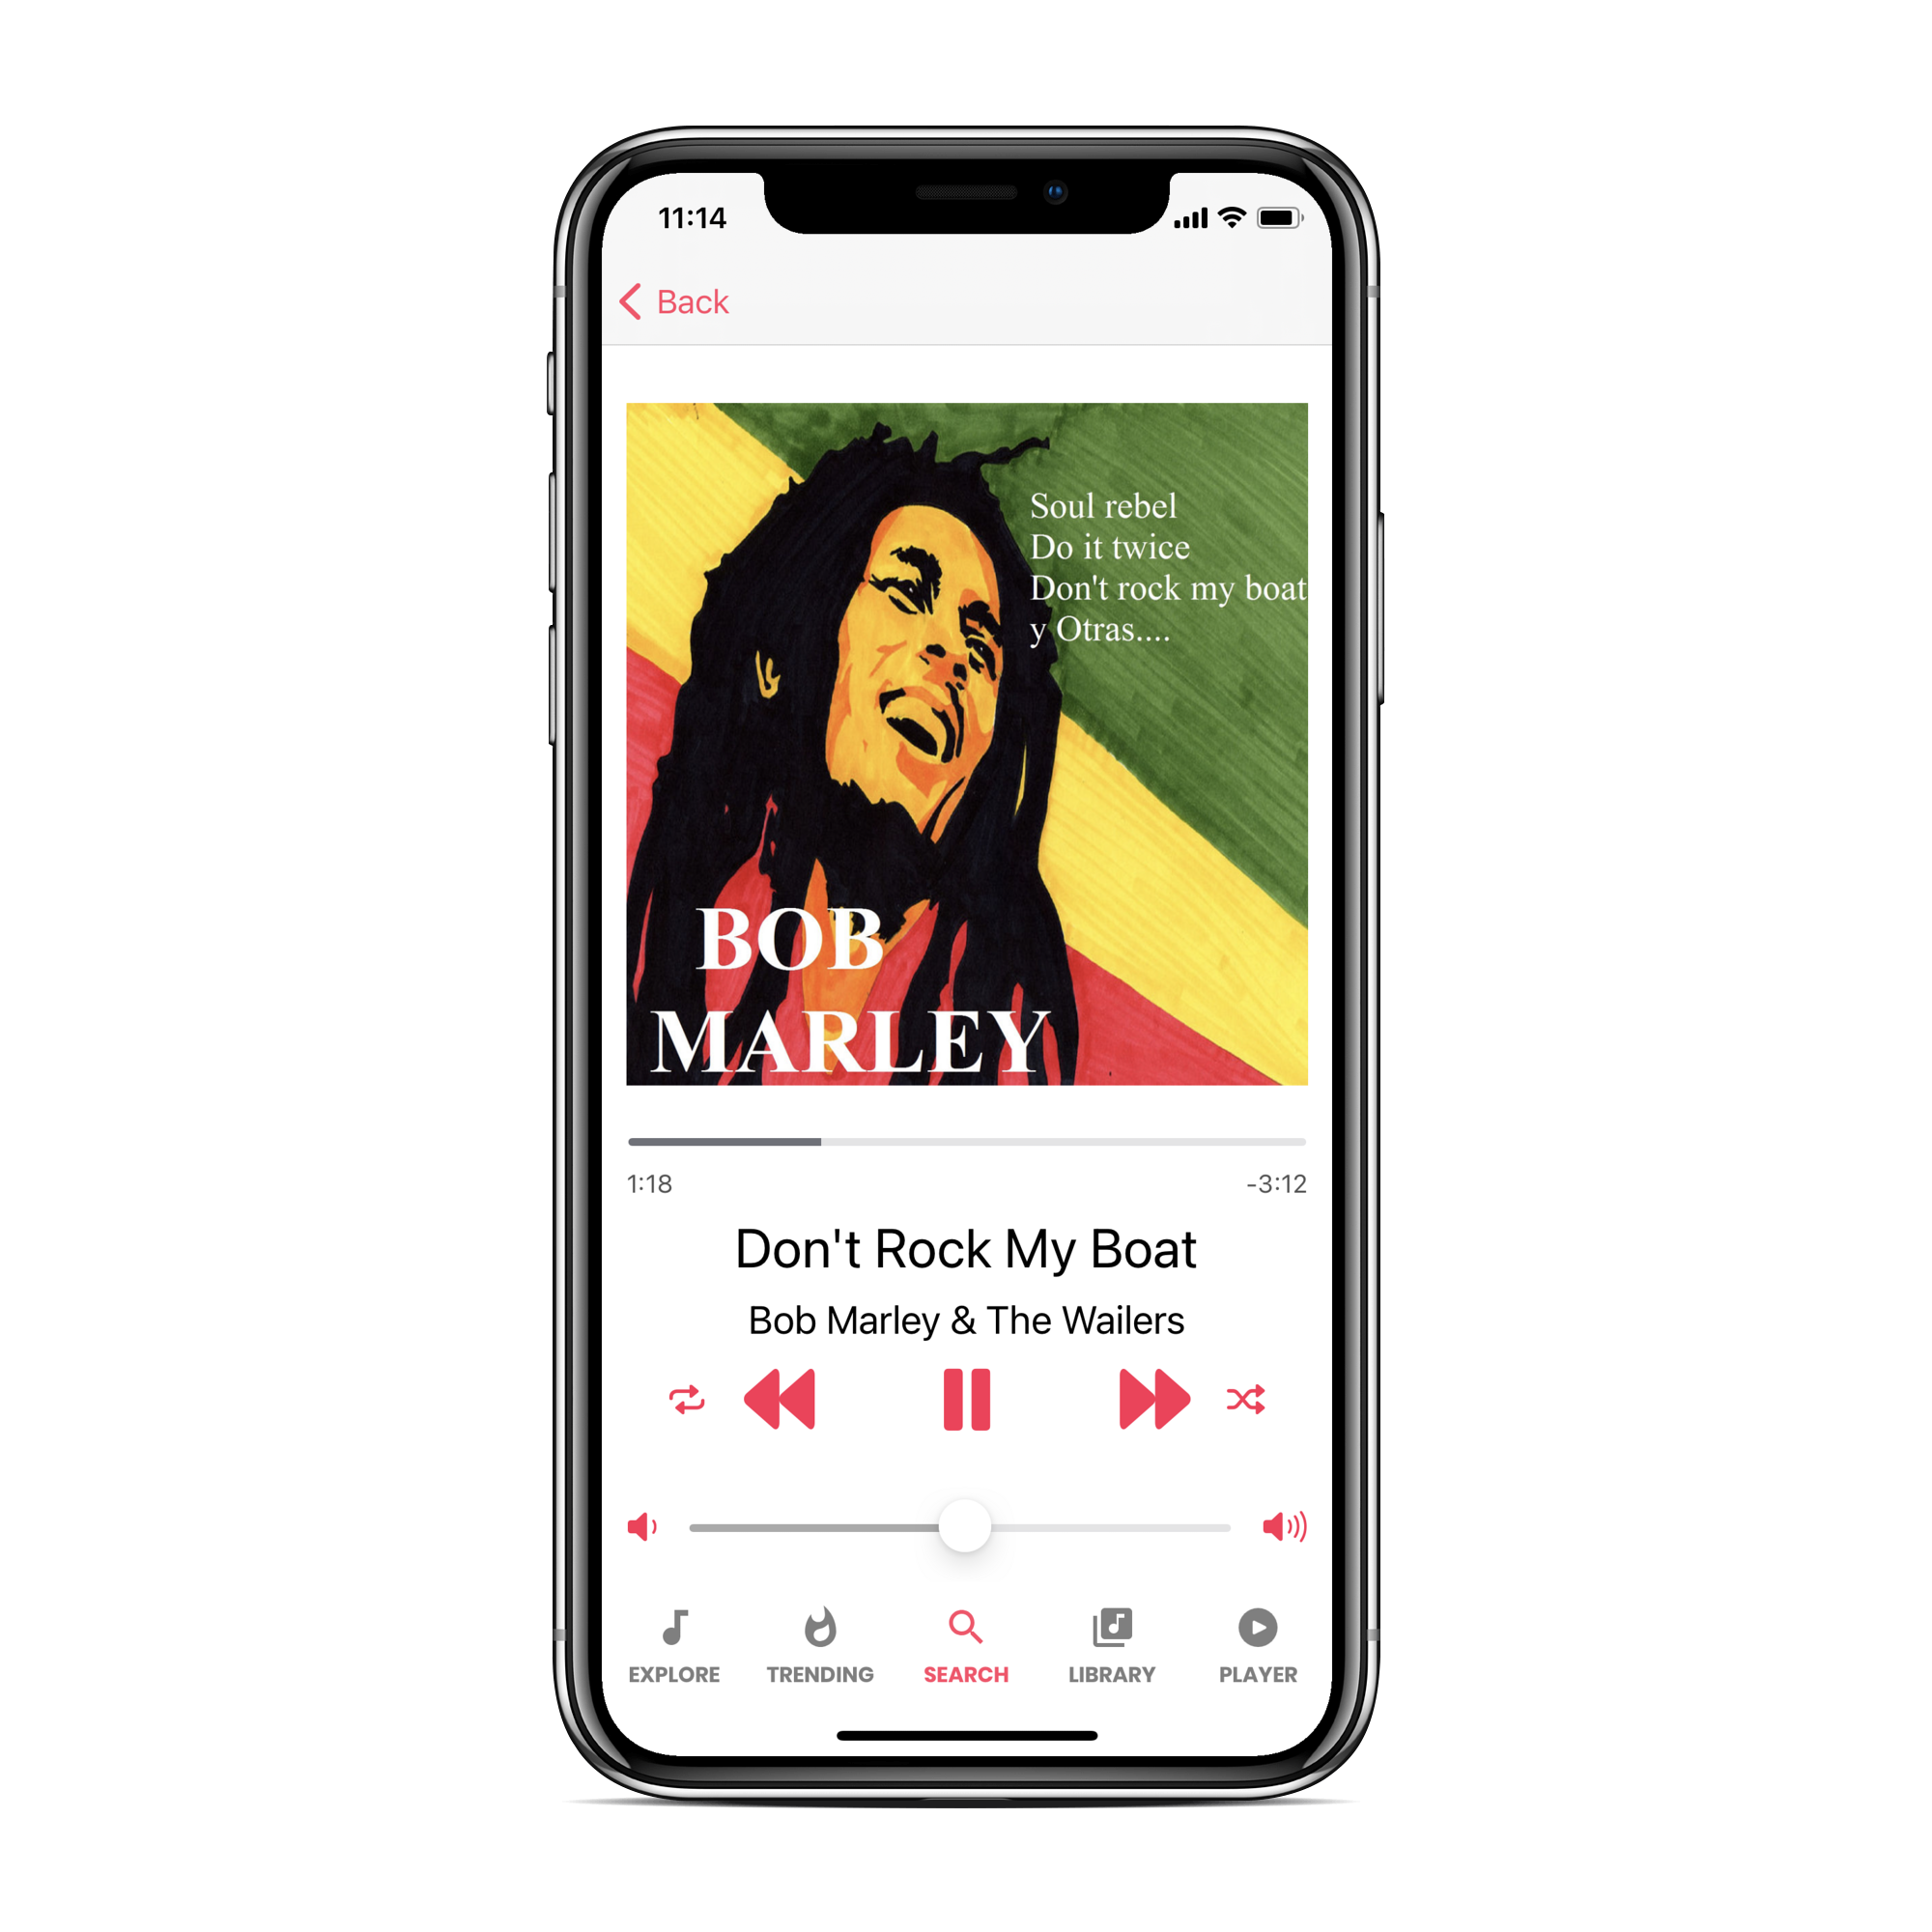 11:14
Back
Soul rebel
Do it twice
Don't rock my boat
y Otras....
BOB
MARLEY
1:18 -3:12
Don't Rock My Boat
Bob Marley & The Wailers
EXPLORE TRENDING SEARCH LIBRARY PLAYER